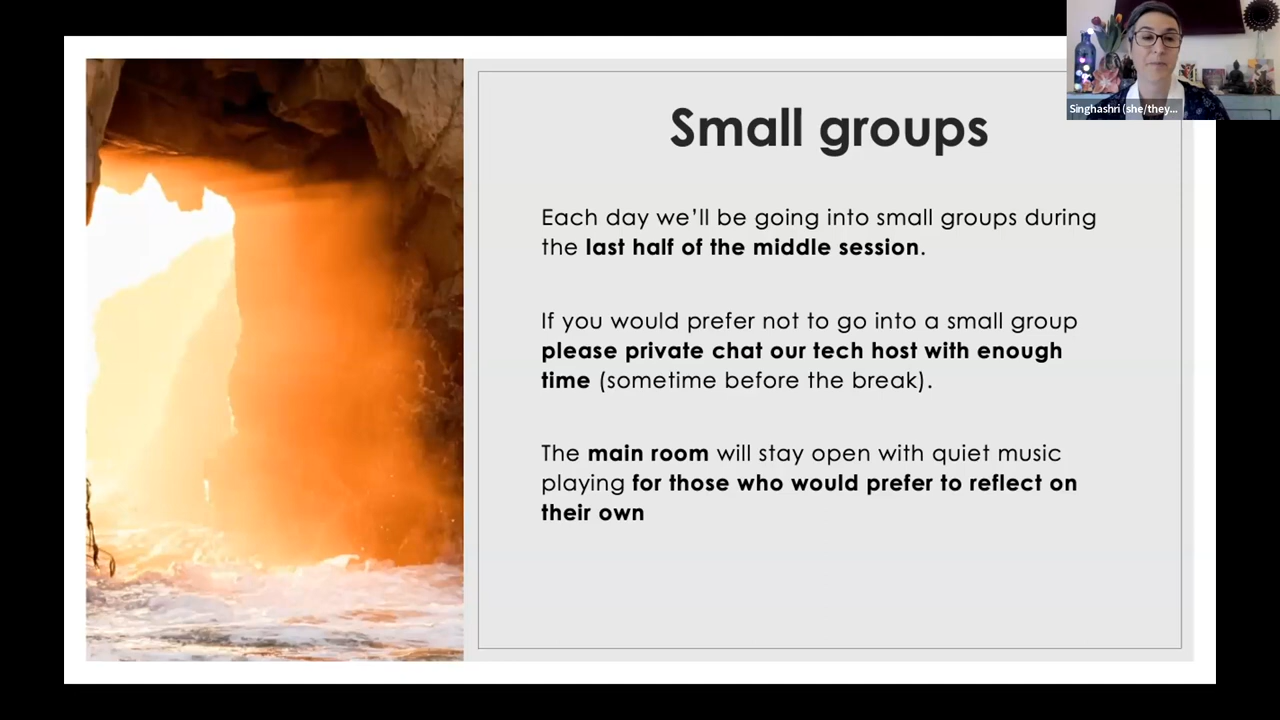 Singhashri (she/they...
Small groups
Each day we’ll be going into small groups during
the last half of the middle session.
If you would prefer not to go into a small group
please private chat our tech host with enough
time (sometime before the break).
The main room will stay open with quiet music
playing for those who would prefer to reflect on
their own